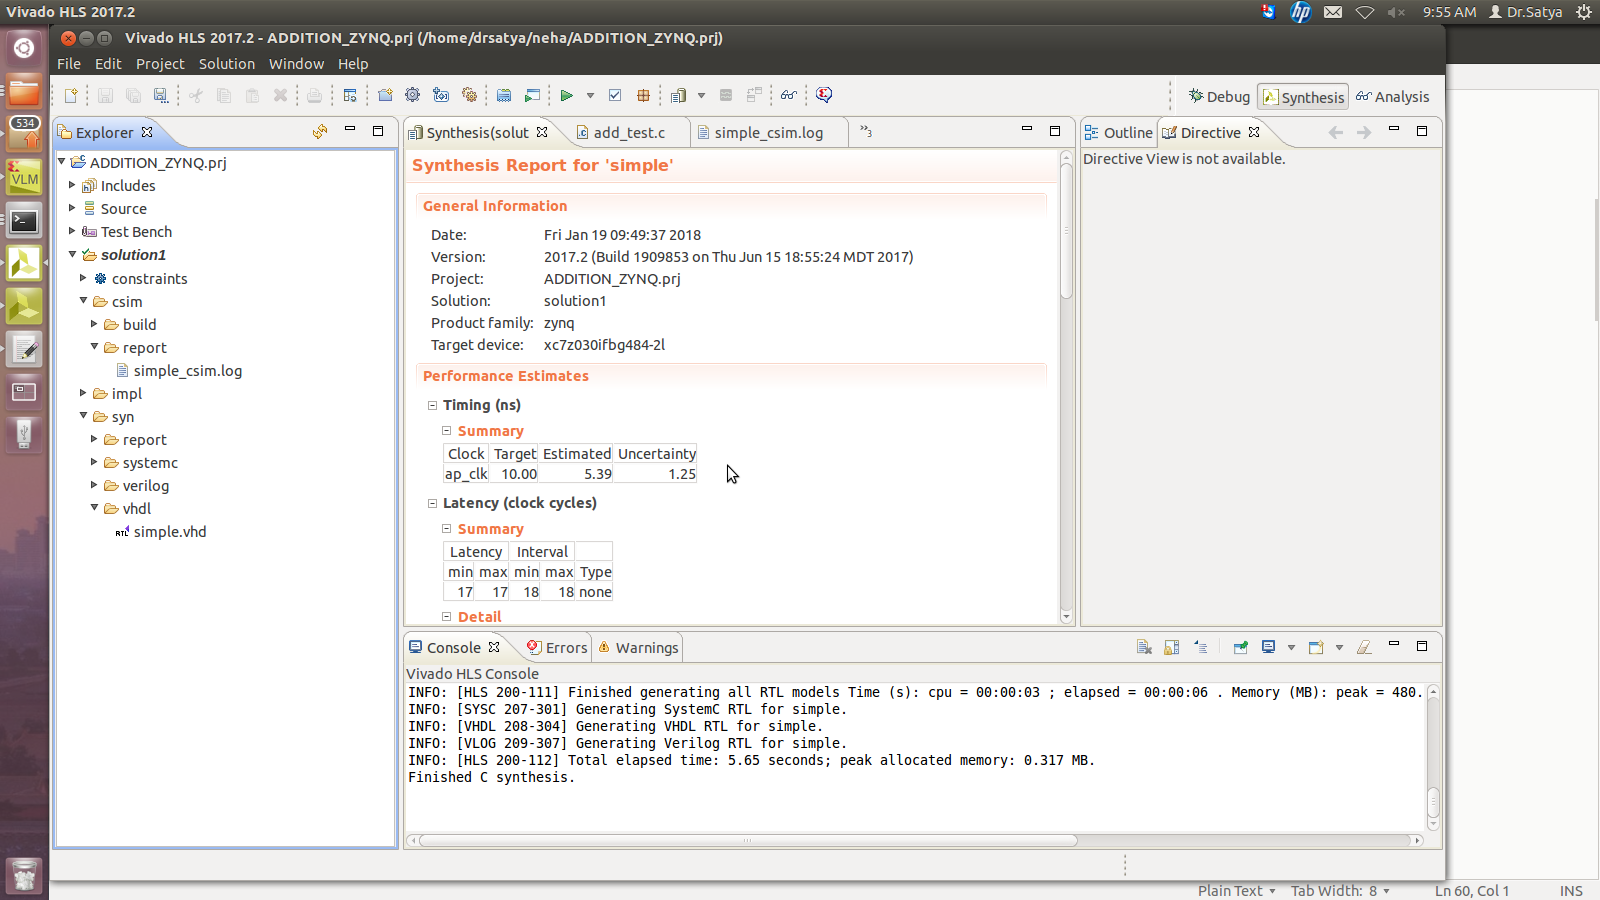 Vivado HLS 2017.2
9:55 AM
Dr.Satya
Vivado HLS 2017.2 - ADDITION_ZYNQ.prj (/home/drsatya/neha/ADDITION_ZYNQ.prj)
File Edit Project Solution Window Help
Debug Synthesis Analysis
534
VLM
Explorer
ADDITION_ZYNQ.prj
Includes
Source
Test Bench
solution1
constraints
csim
build
report
simple_csim.log
impl
syn
report
systemc
verilog
vhdl
simple.vhd
Synthesis(solut add_test.c simple_csim.log »3
Synthesis Report for 'simple'
General Information
Date: Fri Jan 19 09:49:37 2018
Version: 2017.2 (Build 1909853 on Thu Jun 15 18:55:24 MDT 2017)
Project: ADDITION_ZYNQ.prj
Solution: solution1
Product family: zynq
Target device: xc7z030ifbg484-2l
Performance Estimates
Timing (ns)
Summary
Clock Target Estimated Uncertainty
ap_clk 10.00 5.39 1.25
Latency (clock cycles)
Summary
Latency Interval
min max min max Type
17 17 18 18 none
Detail
Outline Directive
Directive View is not available.
Console Errors Warnings
Vivado HLS Console
INFO: [HLS 200-111] Finished generating all RTL models Time (s): cpu = 00:00:03 ; elapsed = 00:00:06 . Memory (MB): peak = 480.
INFO: [SYSC 207-301] Generating SystemC RTL for simple.
INFO: [VHDL 208-304] Generating VHDL RTL for simple.
INFO: [VLOG 209-307] Generating Verilog RTL for simple.
INFO: [HLS 200-112] Total elapsed time: 5.65 seconds; peak allocated memory: 0.317 MB.
Finished C synthesis.
Plain Text Tab Width: 8 Ln 60, Col 1 INS